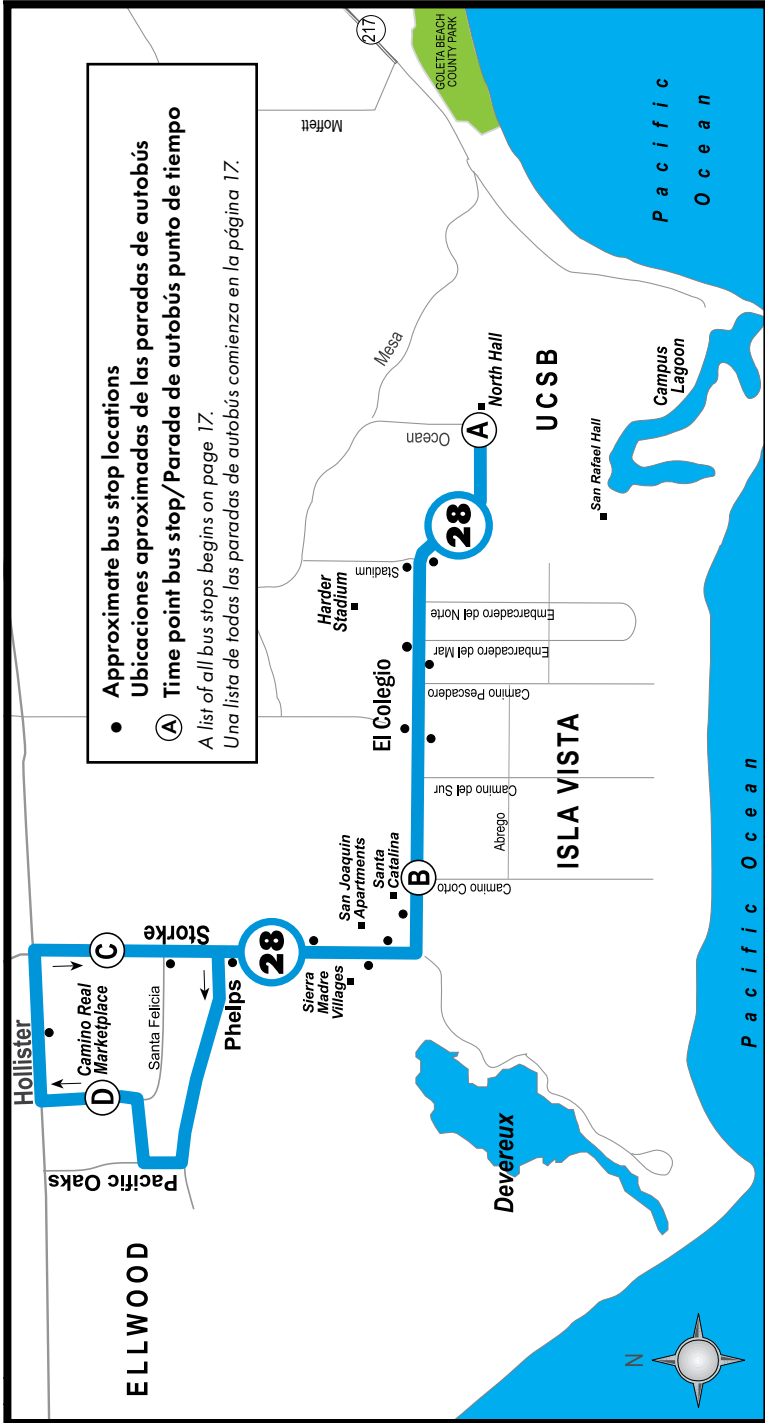 Approximate bus stop locations
Ubicaciones aproximadas de las paradas de autobús
A Time point bus stop/Parada de autobús punto de tiempo
A list of all bus stops begins on page 17.
Una lista de todas las paradas de autobús comienza en la página 17.
ELLWOOD
Hollister
Pacific Oaks
Camino Real
Marketplace
D
C
Santa Felicia
Storke
Phelps
28
Sierra
Madre
Villages
San Joaquin
Apartments
Santa
Catalina
B
El Colegio
Harder
Stadium
Stadium
28
Ocean
Mesa
Moffett
217
GOLETA BEACH
COUNTY PARK
A
North Hall
UCSB
San Rafael Hall
Campus
Lagoon
Camino Corto
Abrego
Camino del Sur
Camino Pescadero
Embarcadero del Mar
Embarcadero del Norte
ISLA VISTA
Devereux
Pacific
Ocean
Pacific Ocean
N